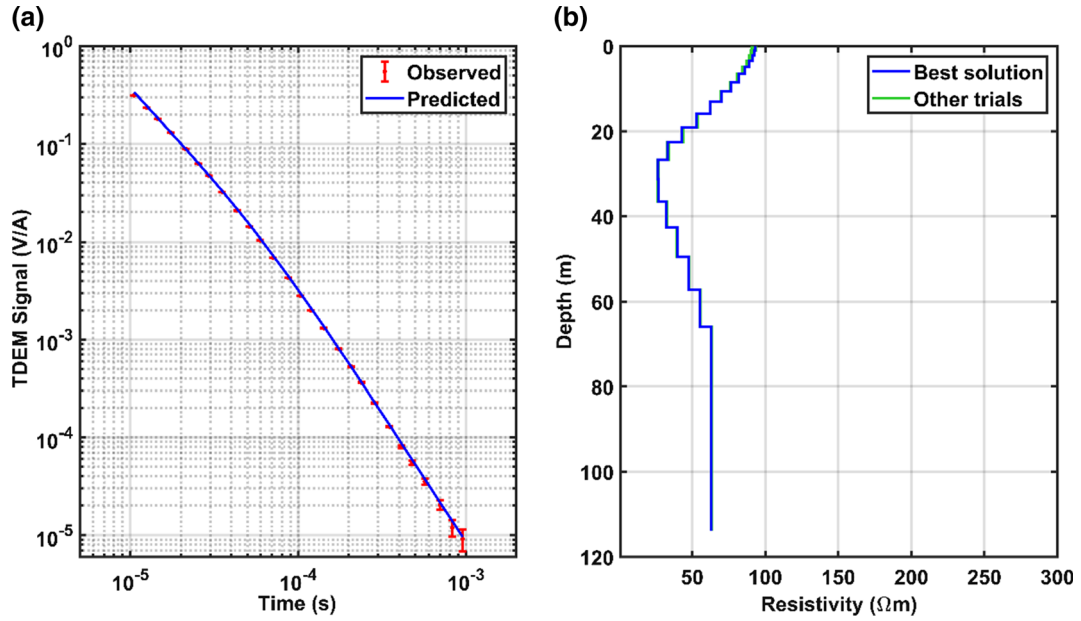 (a)
10^0
10^-1
10^-2
10^-3
10^-4
10^-5
TDEM Signal (V/A)
Observed
Predicted
10^-5
10^-4
10^-3
Time (s)
(b)
0
20
40
60
80
100
120
Depth (m)
Best solution
Other trials
50
100
150
200
250
300
Resistivity (Ωm)